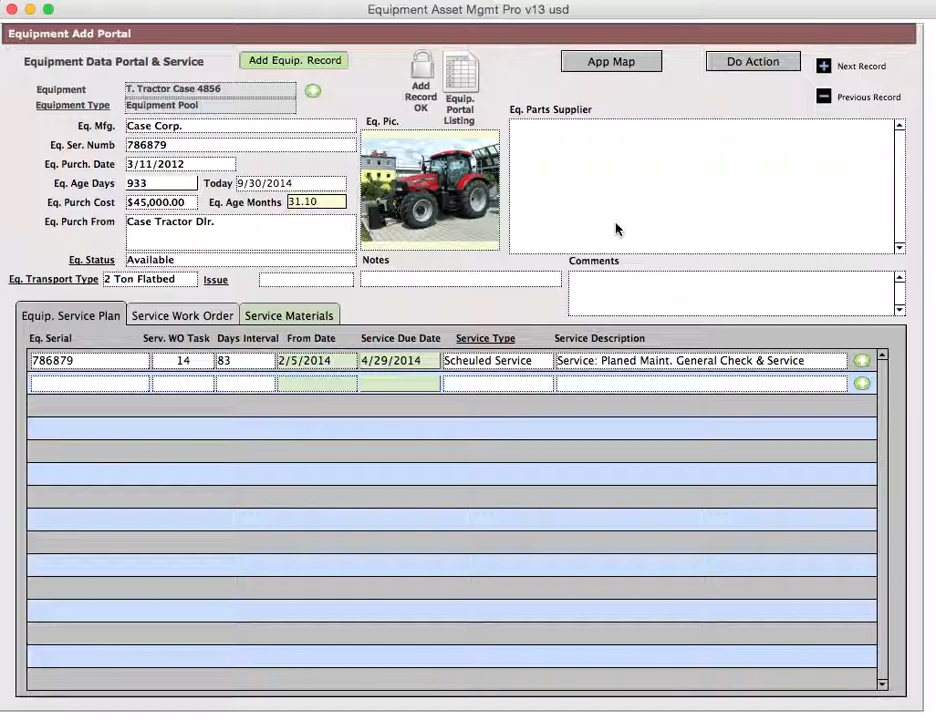 Equipment Asset Mgmt Pro v13 usd
Equipment Add Portal
Equipment Data Portal & Service
Add Equip. Record
Add Record OK
Equip. Portal Listing
App Map
Do Action
Next Record
Previous Record
Equipment T. Tractor Case 4856
Equipment Type Equipment Pool
Eq. Pic.
Eq. Parts Supplier
Eq. Mfg. Case Corp.
Eq. Ser. Numb 786879
Eq. Purch. Date 3/11/2012
Eq. Age Days 933 Today 9/30/2014
Eq. Purch Cost $45,000.00 Eq. Age Months 31.10
Eq. Purch From Case Tractor Dlr.
Eq. Status Available
Notes
Comments
Eq. Transport Type 2 Ton Flatbed Issue
Equip. Service Plan Service Work Order Service Materials
Eq. Serial Serv. WO Task Days Interval From Date Service Due Date Service Type Service Description
786879 14 83 2/5/2014 4/29/2014 Scheuled Service Service: Planed Maint. General Check & Service